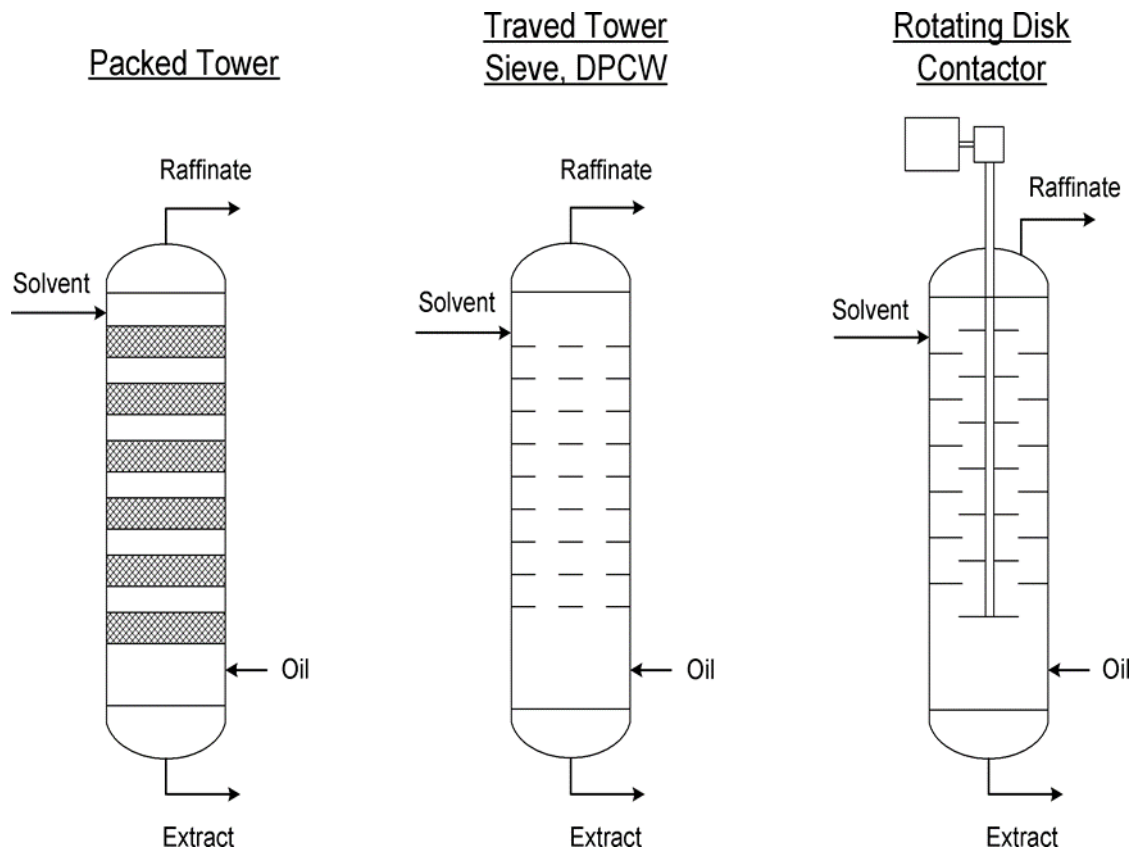 Packed Tower
Raffinate
Solvent
Oil
Extract
Traved Tower
Sieve, DPCW
Raffinate
Solvent
Oil
Extract
Rotating Disk
Contactor
Raffinate
Solvent
Oil
Extract